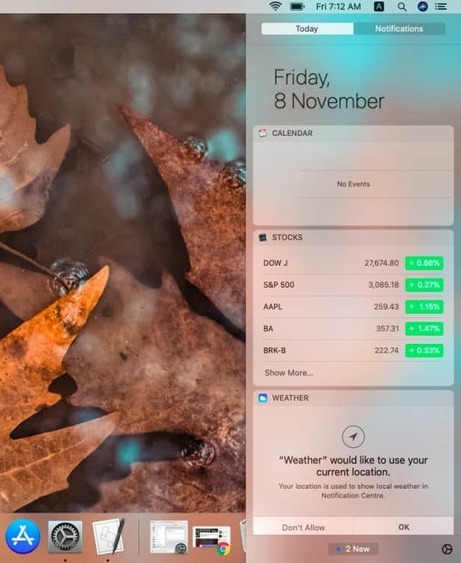 Fri 7:12 AM A
Today Notifications
Friday,
8 November
CALENDAR
No Events
STOCKS
DOW J 27,674.80 + 0.66%
S&P 500 3,085.18 + 0.27%
AAPL 259.43 + 1.15%
BA 357.31 + 1.47%
BRK-B 222.74 + 0.33%
Show More...
WEATHER
“Weather” would like to use your
current location.
Your location is used to show local weather in
Notification Centre.
Don't Allow OK
2 New